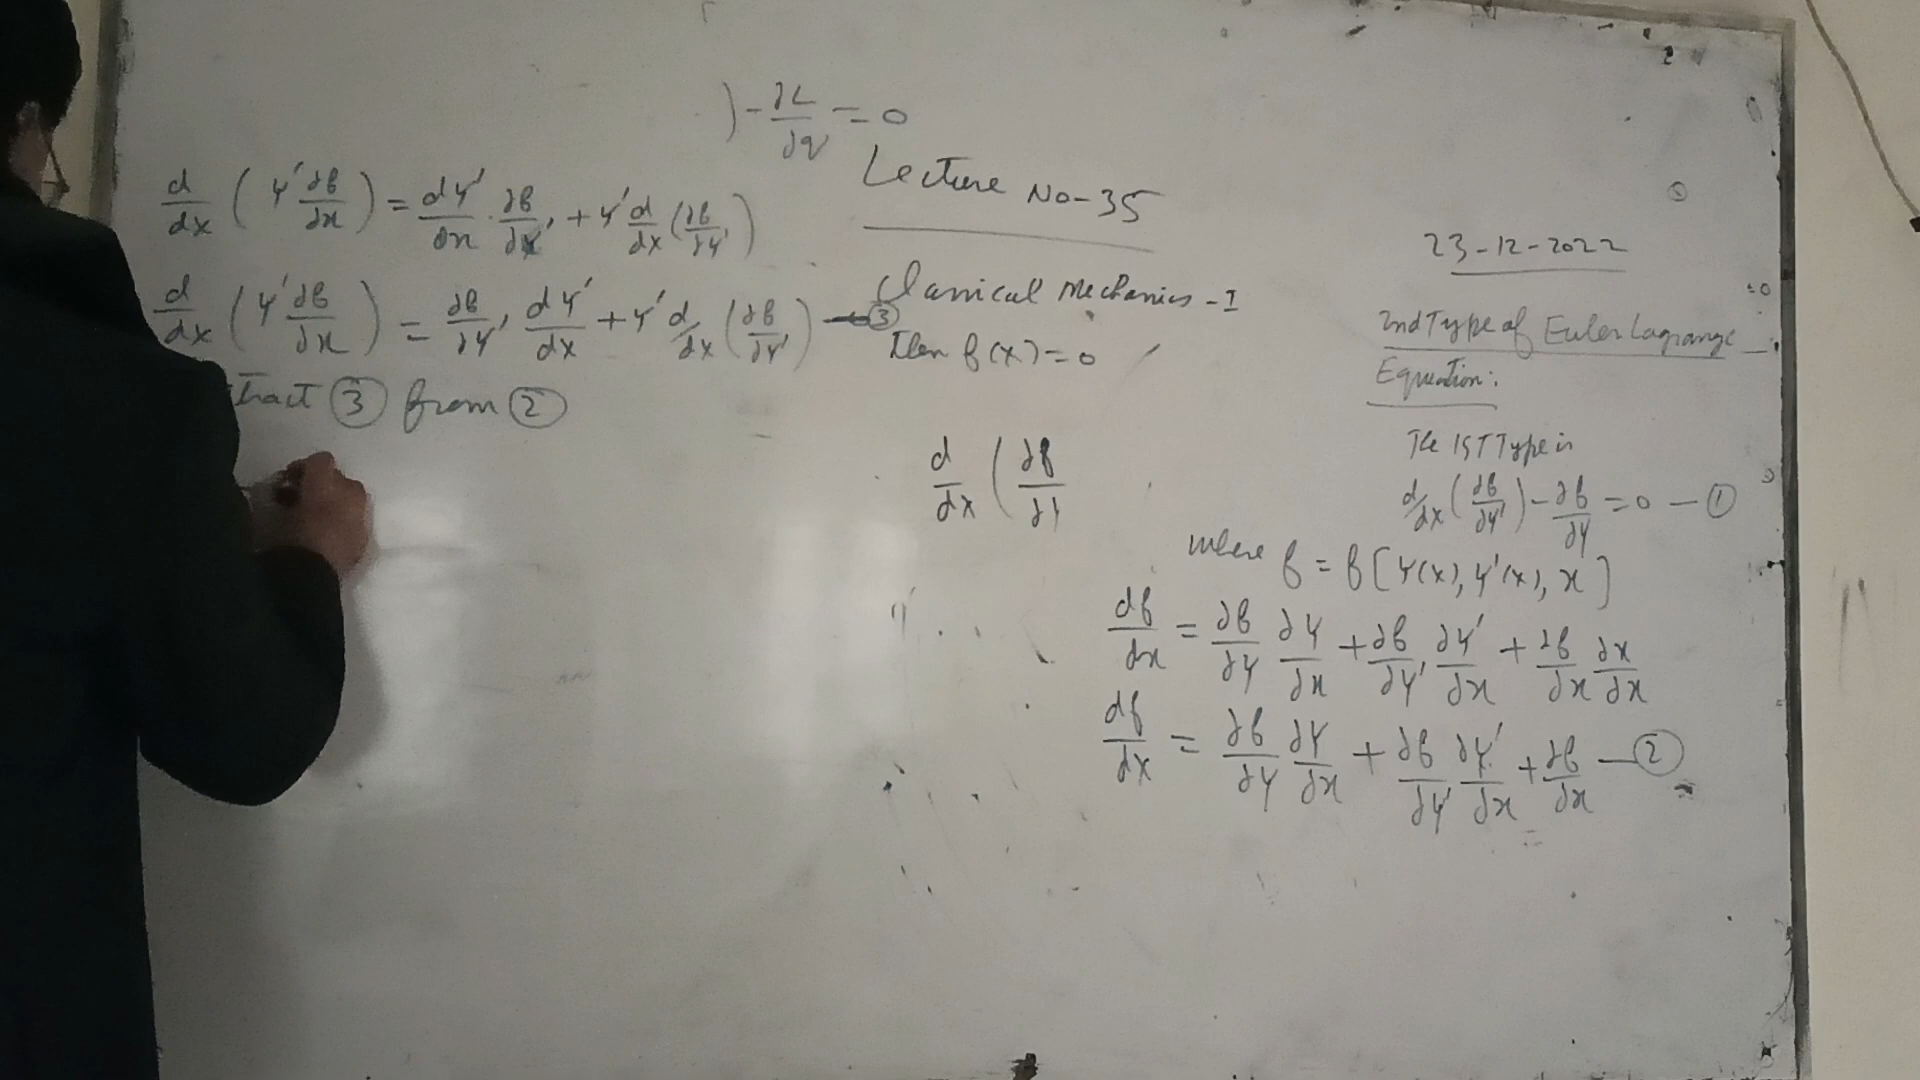 ) - ∂L/∂q = 0
Lecture No-35
23-12-2022
Classical Mechanics-I
2nd Type of Euler Lagrange
Equation:
The 1ST Type is
d/dx (∂f/∂y') - ∂f/∂y = 0 — ①
where f = f [y(x), y'(x), x]
df/dx = ∂f/∂y ∂y/∂x + ∂f/∂y' ∂y'/∂x + ∂f/∂x ∂x/∂x
df/dx = ∂f/∂y ∂y/∂x + ∂f/∂y' ∂y'/∂x + ∂f/∂x — ②
d/dx (y' ∂f/∂x) = dy'/dx · ∂f/∂y' + y' d/dx (∂f/∂y')
d/dx (y' ∂f/∂x) = ∂f/∂y' dy'/dx + y' d/dx (∂f/∂y') — ③
tract ③ from ②
Then f(x) = 0
d/dx ( ∂f/∂y